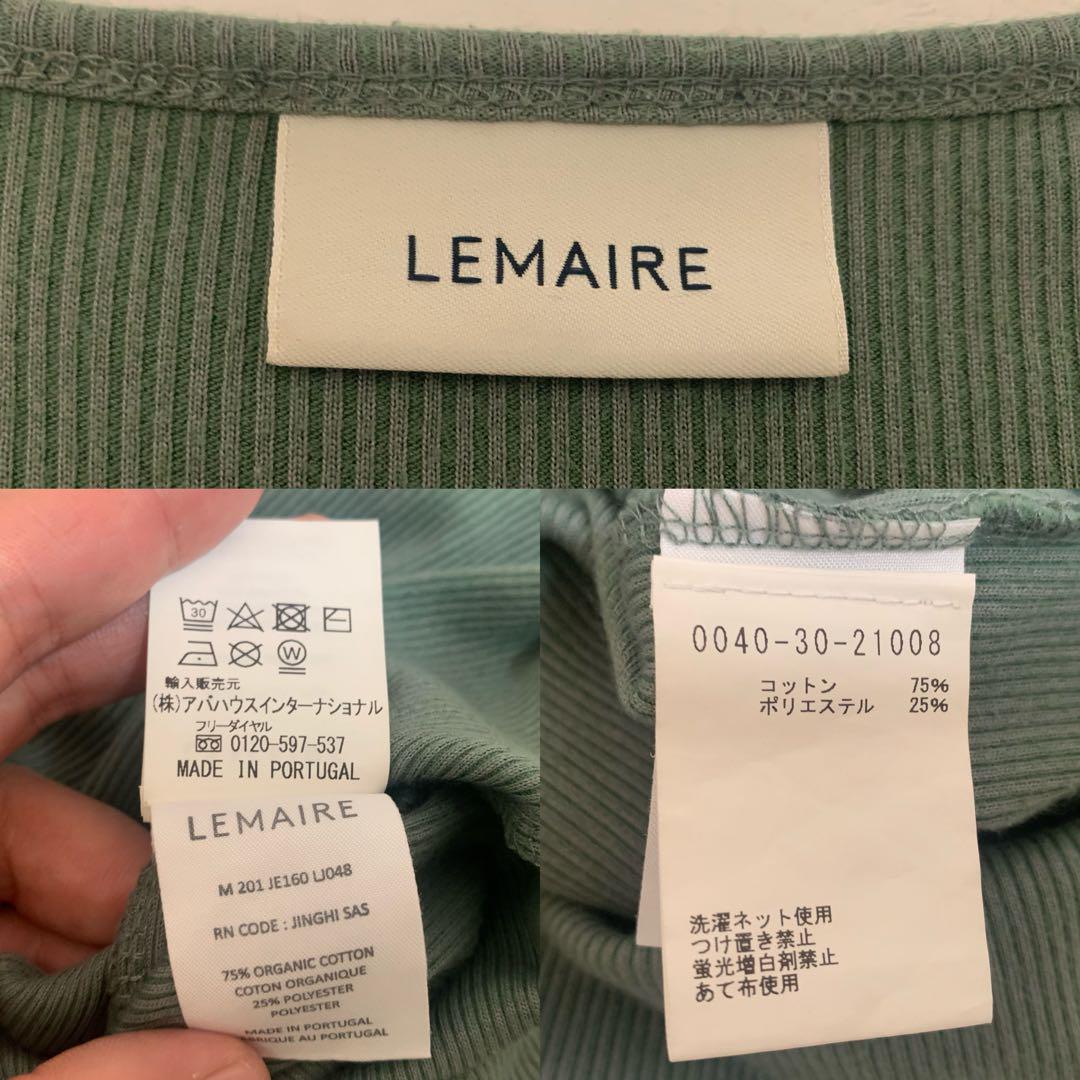 LEMAIRE
30
W
輸入販売元
(株)アバハウスインターナショナル
フリーダイヤル
0120-597-537
MADE IN PORTUGAL
LEMAIRE
M 201 JE160 LJ048
RN CODE : JINGHI SAS
75% ORGANIC COTTON
COTON ORGANIQUE
25% POLYESTER
POLYESTER
MADE IN PORTUGAL
FABRIQUE AU PORTUGAL
0040-30-21008
コットン 75%
ポリエステル 25%
洗濯ネット使用
つけ置き禁止
蛍光増白剤禁止
あて布使用